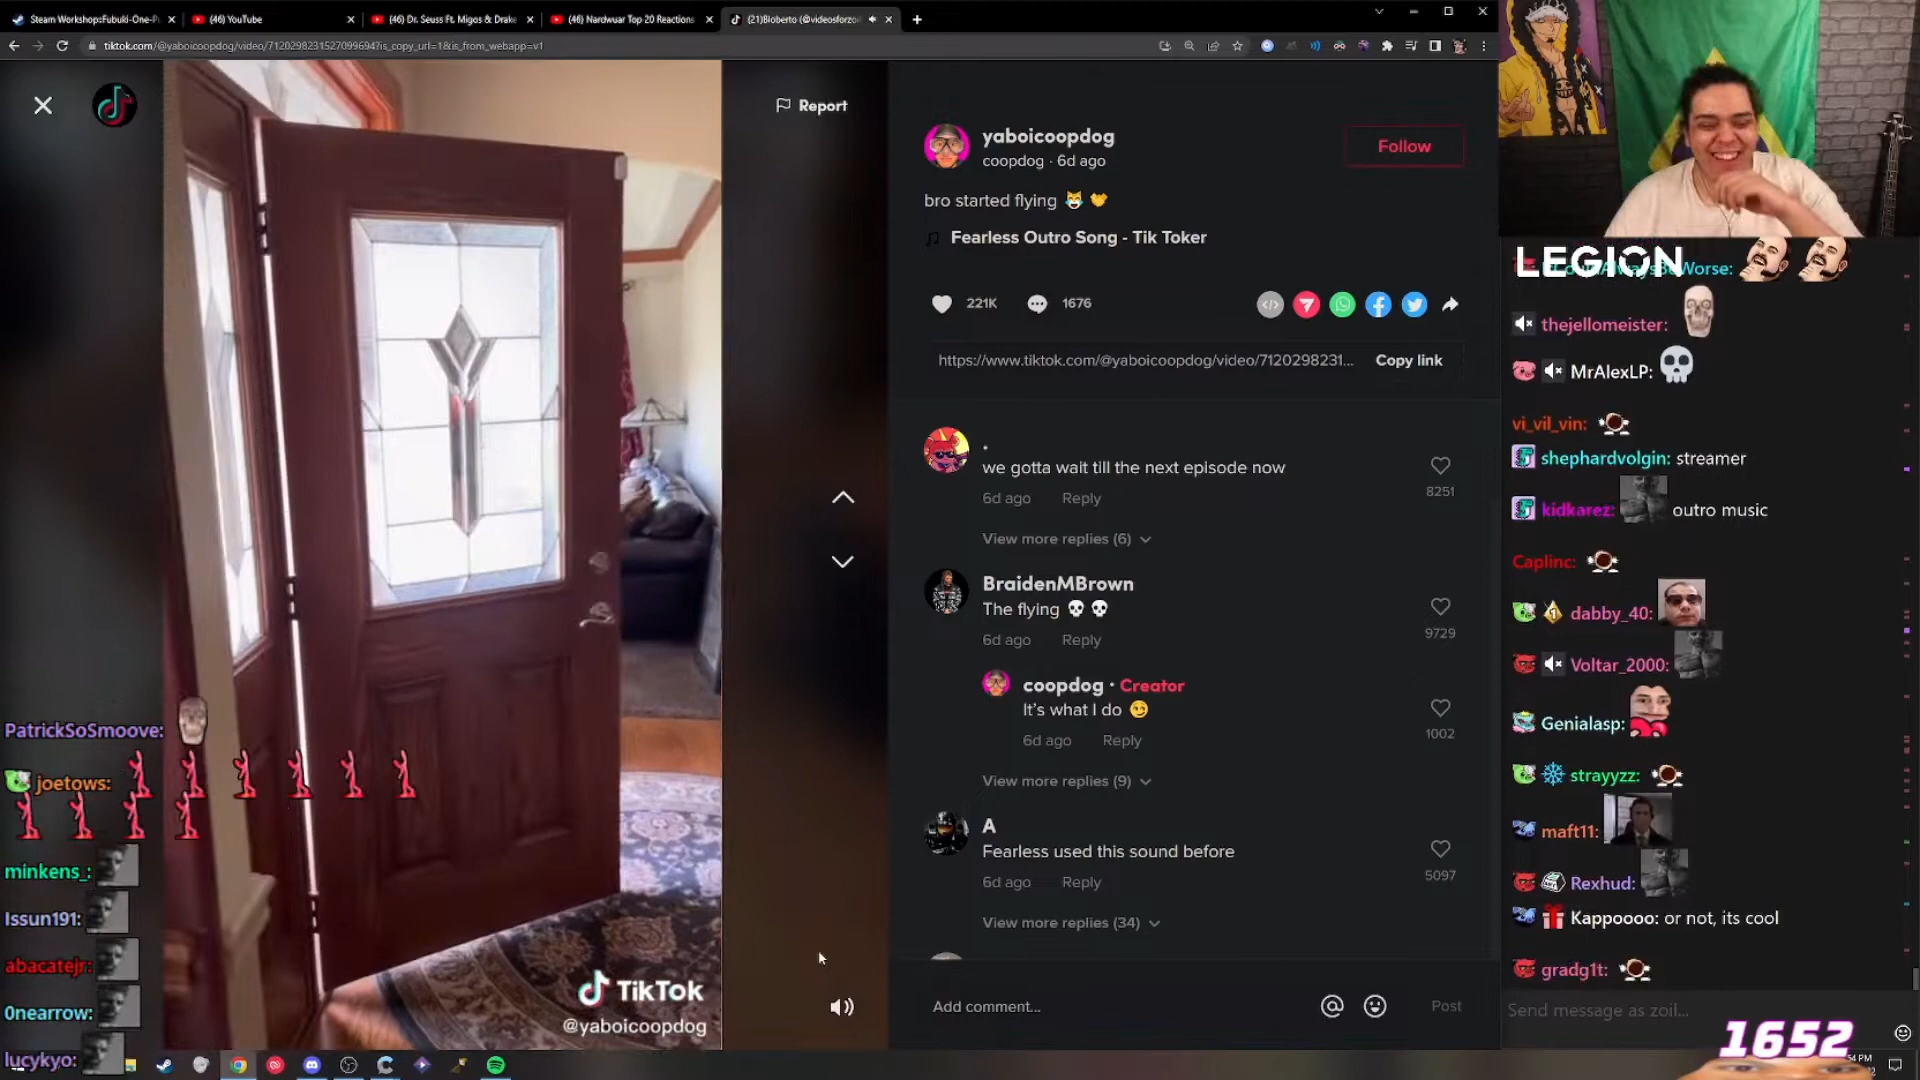 Steam Workshop:Fubuki-One-P
(46) YouTube
(46) Dr. Seuss Ft. Migos & Drake
(46) Nardwuar Top 20 Reactions
(21)Bioberto (@videosforzoi
tiktok.com/@yaboicoopdog/video/7120298231527099694?is_copy_url=1&is_from_webapp=v1
Report
yaboicoopdog
coopdog · 6d ago
Follow
bro started flying 😹 🤝
Fearless Outro Song - Tik Toker
221K
1676
https://www.tiktok.com/@yaboicoopdog/video/7120298231...
Copy link
.
we gotta wait till the next episode now
6d ago Reply
8251
View more replies (6)
BraidenMBrown
The flying 💀💀
6d ago Reply
9729
coopdog · Creator
It's what I do 😏
6d ago Reply
1002
View more replies (9)
A
Fearless used this sound before
6d ago Reply
5097
View more replies (34)
Add comment...
Post
TikTok
@yaboicoopdog
PatrickSoSmoove:
joetows:
minkens_:
Issun191:
abacatejr:
0nearrow:
lucykyo:
LEGION
thejellomeister:
MrAlexLP:
vi_vil_vin:
shephardvolgin: streamer
kidkarez: outro music
Caplinc:
dabby_40:
Voltar_2000:
Genialasp:
strayyzz:
maft11:
Rexhud:
Kappoooo: or not, its cool
gradg1t:
Send message as zoil...
1652